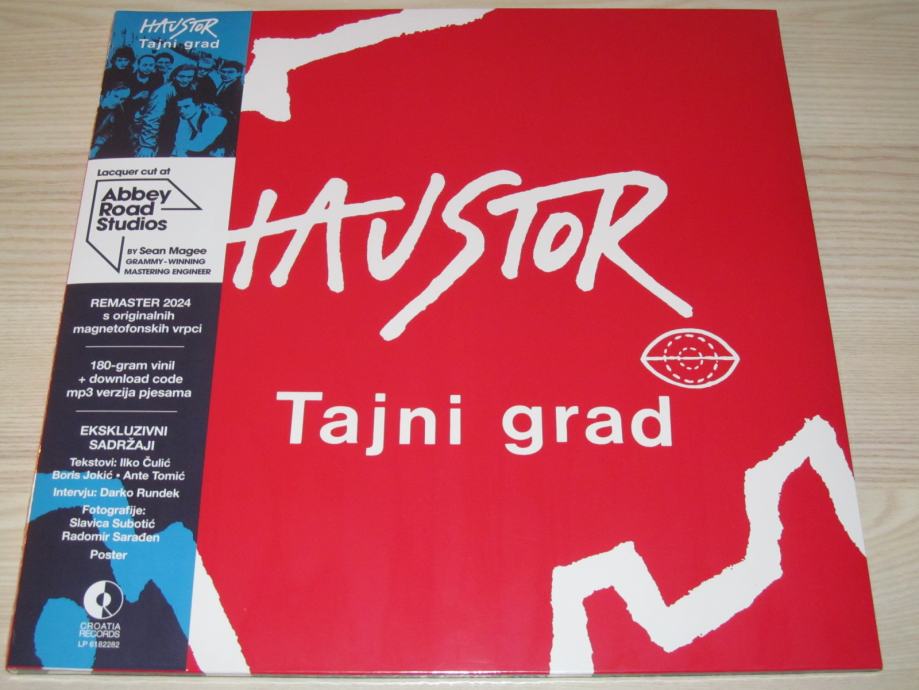 HAUSTOR
Tajni grad
Lacquer cut at
Abbey
Road
Studios
BY Sean Magee
GRAMMY-WINNING
MASTERING ENGINEER
REMASTER 2024
s originalnih
magnetofonskih vrpci
180-gram vinil
+ download code
mp3 verzija pjesama
EKSKLUZIVNI
SADRŽAJI
Tekstovi: Ilko Čulić
Boris Jokić • Ante Tomić
Intervju: Darko Rundek
Fotografije:
Slavica Subotić
Radomir Sarađen
Poster
CROATIA
RECORDS
LP 6182282
HAUSTOR
Tajni grad